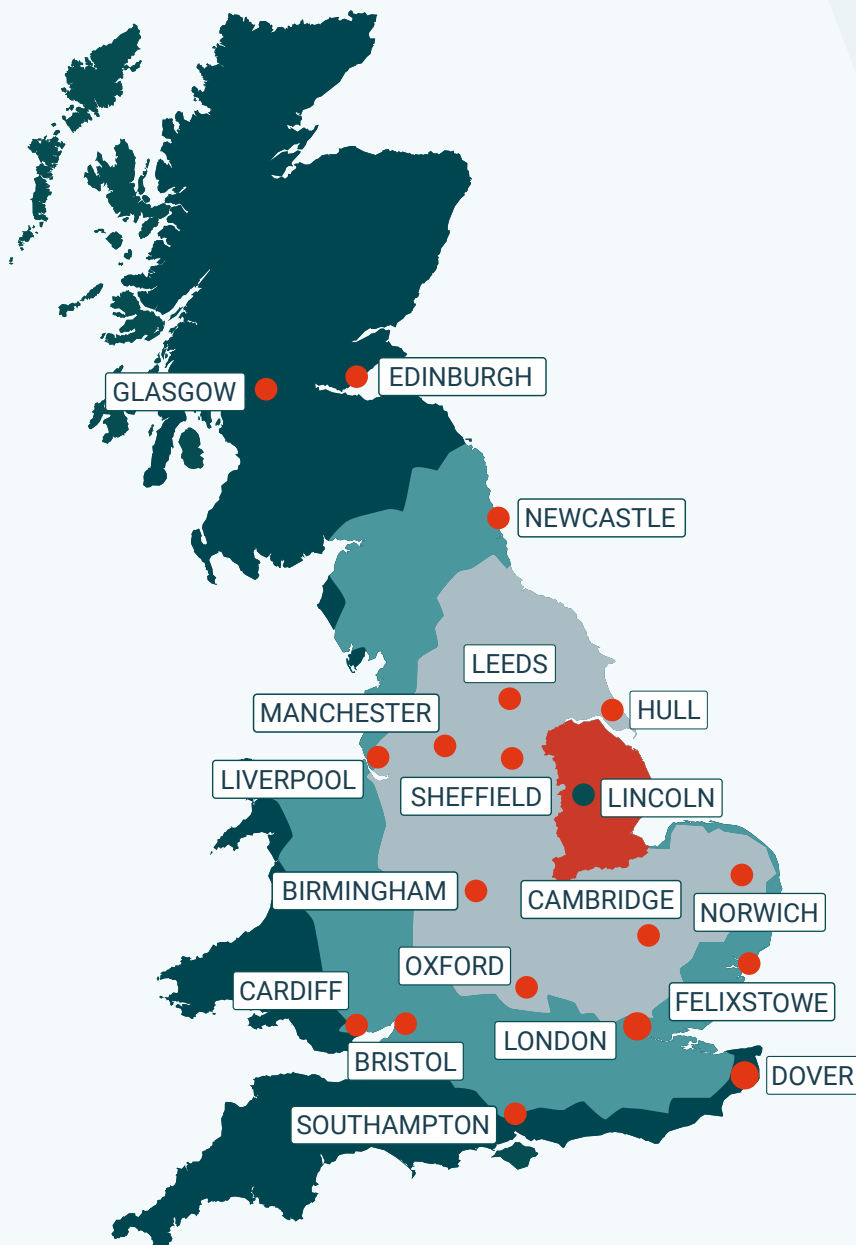 EDINBURGH
GLASGOW
NEWCASTLE
LEEDS
HULL
MANCHESTER
LIVERPOOL
SHEFFIELD
LINCOLN
BIRMINGHAM
CAMBRIDGE
NORWICH
OXFORD
CARDIFF
FELIXSTOWE
LONDON
BRISTOL
DOVER
SOUTHAMPTON